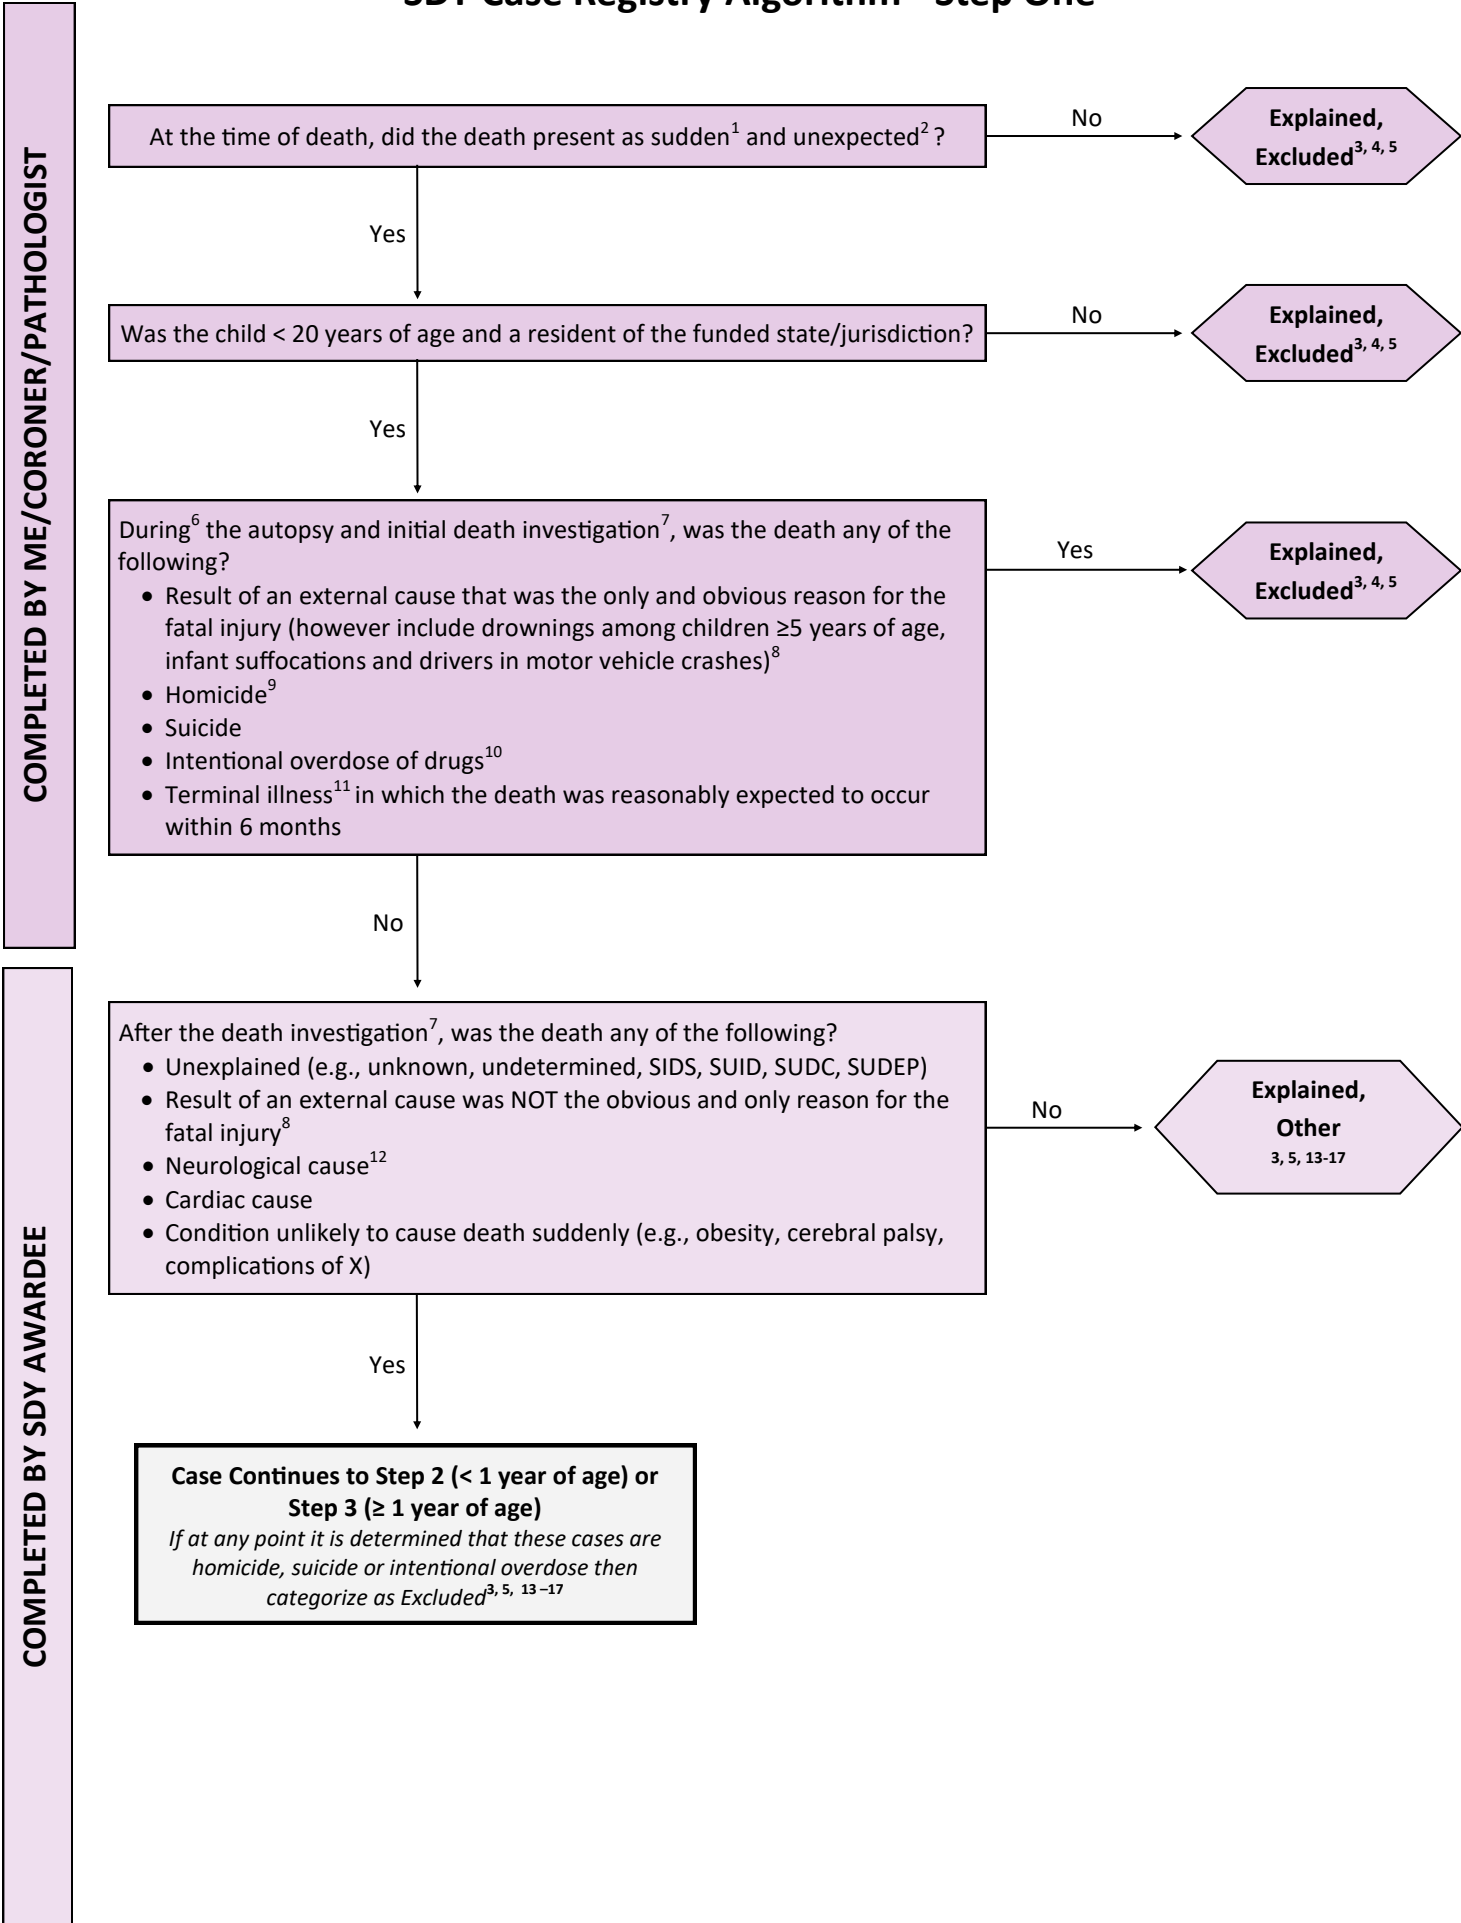 SDY Case Registry Algorithm - Step One
COMPLETED BY ME/CORONER/PATHOLOGIST
At the time of death, did the death present as sudden1 and unexpected2 ?
No
Explained,
Excluded3, 4, 5
Yes
Was the child < 20 years of age and a resident of the funded state/jurisdiction?
No
Explained,
Excluded3, 4, 5
Yes
During6 the autopsy and initial death investigation7, was the death any of the
following?
• Result of an external cause that was the only and obvious reason for the
fatal injury (however include drownings among children ≥5 years of age,
infant suffocations and drivers in motor vehicle crashes)8
• Homicide9
• Suicide
• Intentional overdose of drugs10
• Terminal illness11 in which the death was reasonably expected to occur
within 6 months
Yes
Explained,
Excluded3, 4, 5
No
COMPLETED BY SDY AWARDEE
After the death investigation7, was the death any of the following?
• Unexplained (e.g., unknown, undetermined, SIDS, SUID, SUDC, SUDEP)
• Result of an external cause was NOT the obvious and only reason for the
fatal injury8
• Neurological cause12
• Cardiac cause
• Condition unlikely to cause death suddenly (e.g., obesity, cerebral palsy,
complications of X)
No
Explained,
Other
3, 5, 13-17
Yes
Case Continues to Step 2 (< 1 year of age) or
Step 3 (≥ 1 year of age)
If at any point it is determined that these cases are
homicide, suicide or intentional overdose then
categorize as Excluded3, 5, 13 –17